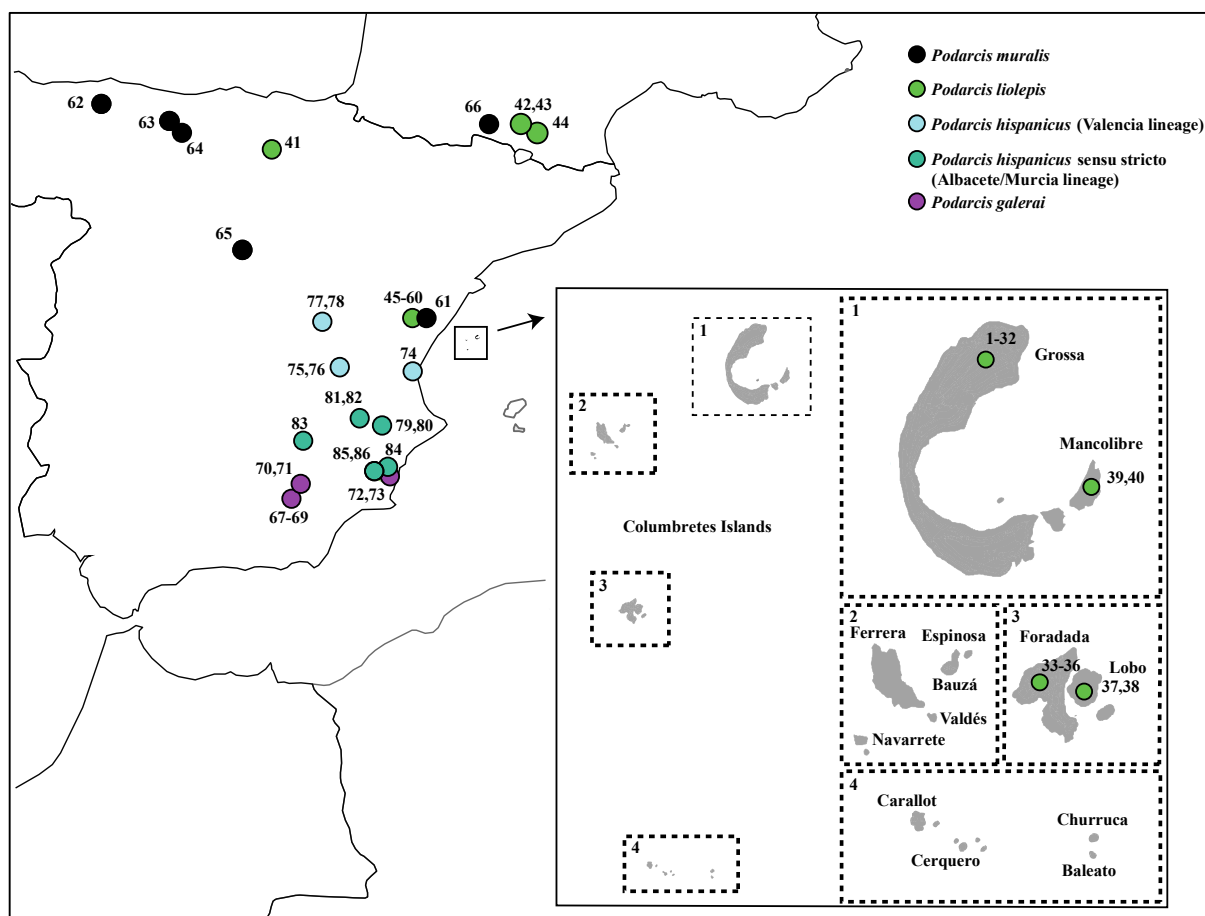 Podarcis muralis
Podarcis liolepis
Podarcis hispanicus (Valencia lineage)
Podarcis hispanicus sensu stricto
(Albacete/Murcia lineage)
Podarcis galerai
62
63
64
41
66
42,43
44
65
77,78
45-60
61
75,76
74
81,82
79,80
83
85,86
84
70,71
72,73
67-69
1
2
Columbretes Islands
3
4
1
1-32
Grossa
Mancolibre
39,40
2
Ferrera
Espinosa
Bauzá
Valdés
Navarrete
3
Foradada
33-36
Lobo
37,38
4
Carallot
Cerquero
Churruca
Baleato